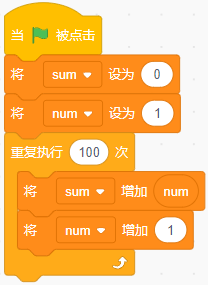 当 被点击
将 sum 设为 0
将 num 设为 1
重复执行 100 次
将 sum 增加 num
将 num 增加 1